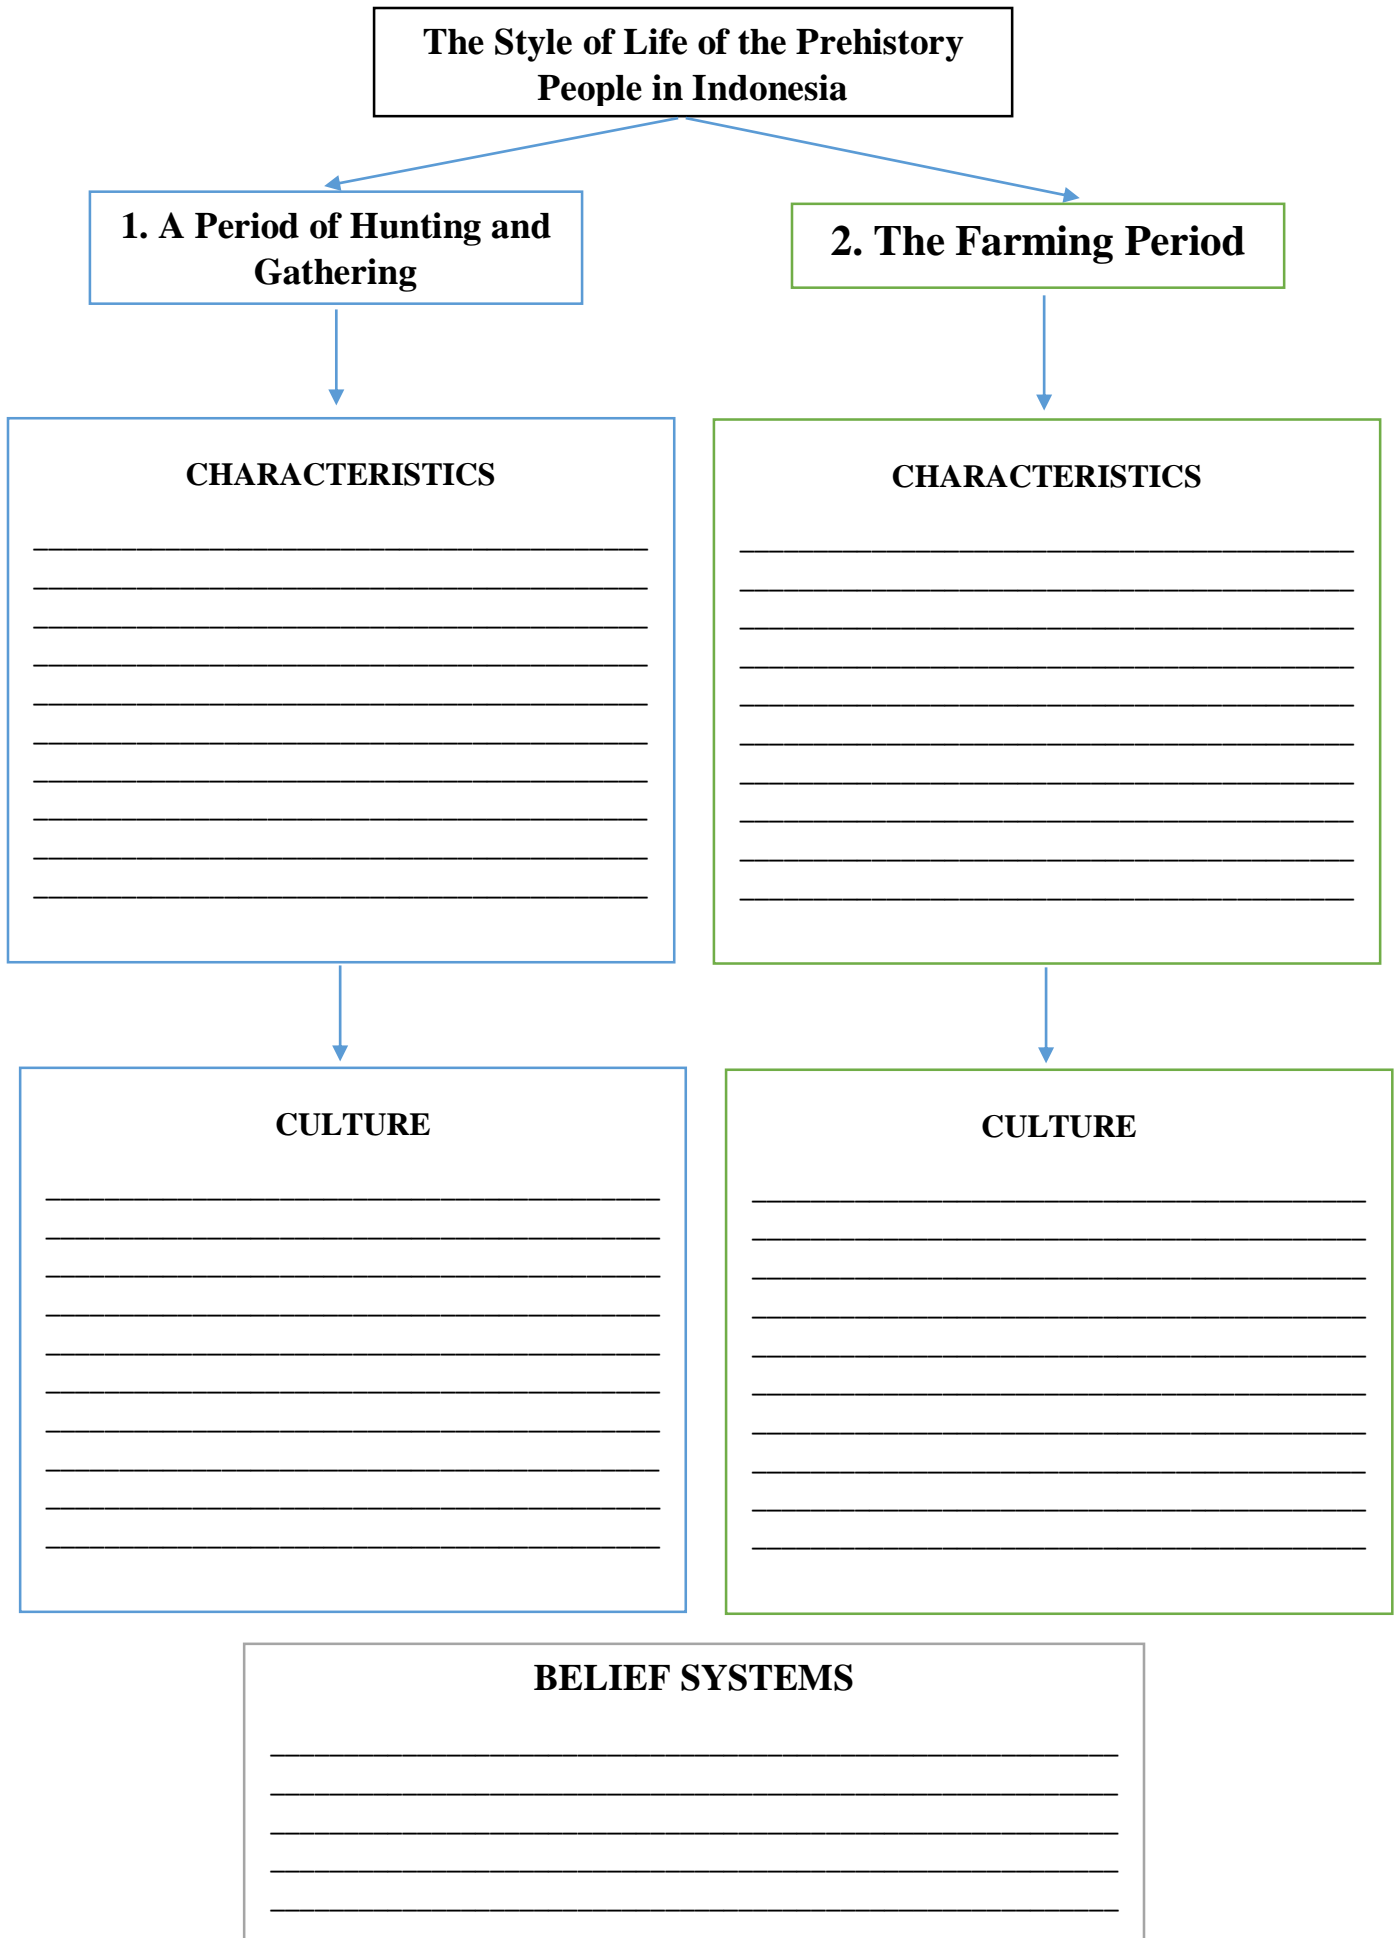 The Style of Life of the Prehistory
People in Indonesia
1. A Period of Hunting and
Gathering
2. The Farming Period
CHARACTERISTICS
CHARACTERISTICS
CULTURE
CULTURE
BELIEF SYSTEMS